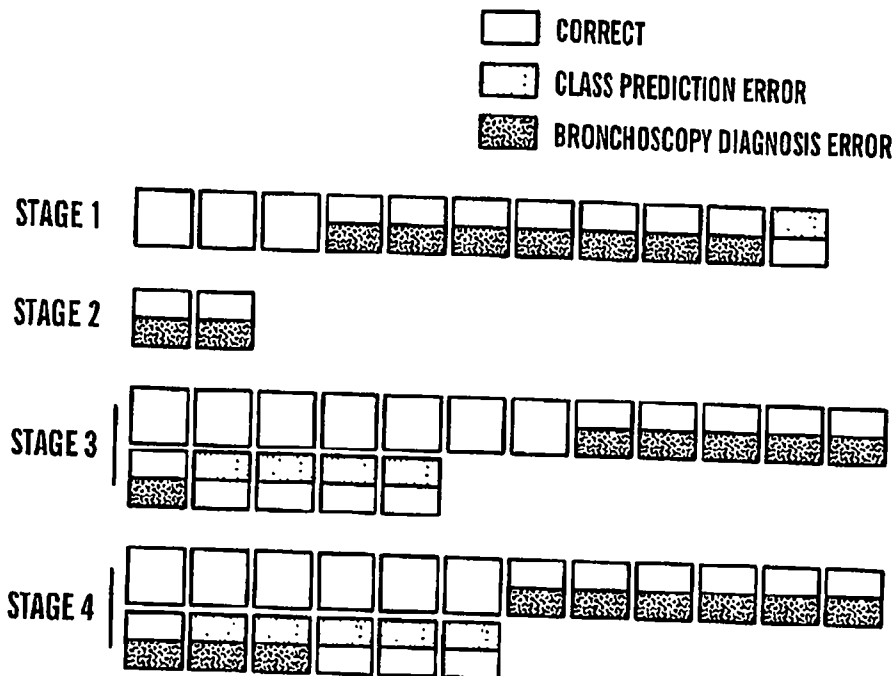 CORRECT
CLASS PREDICTION ERROR
BRONCHOSCOPY DIAGNOSIS ERROR
STAGE 1
STAGE 2
STAGE 3
STAGE 4